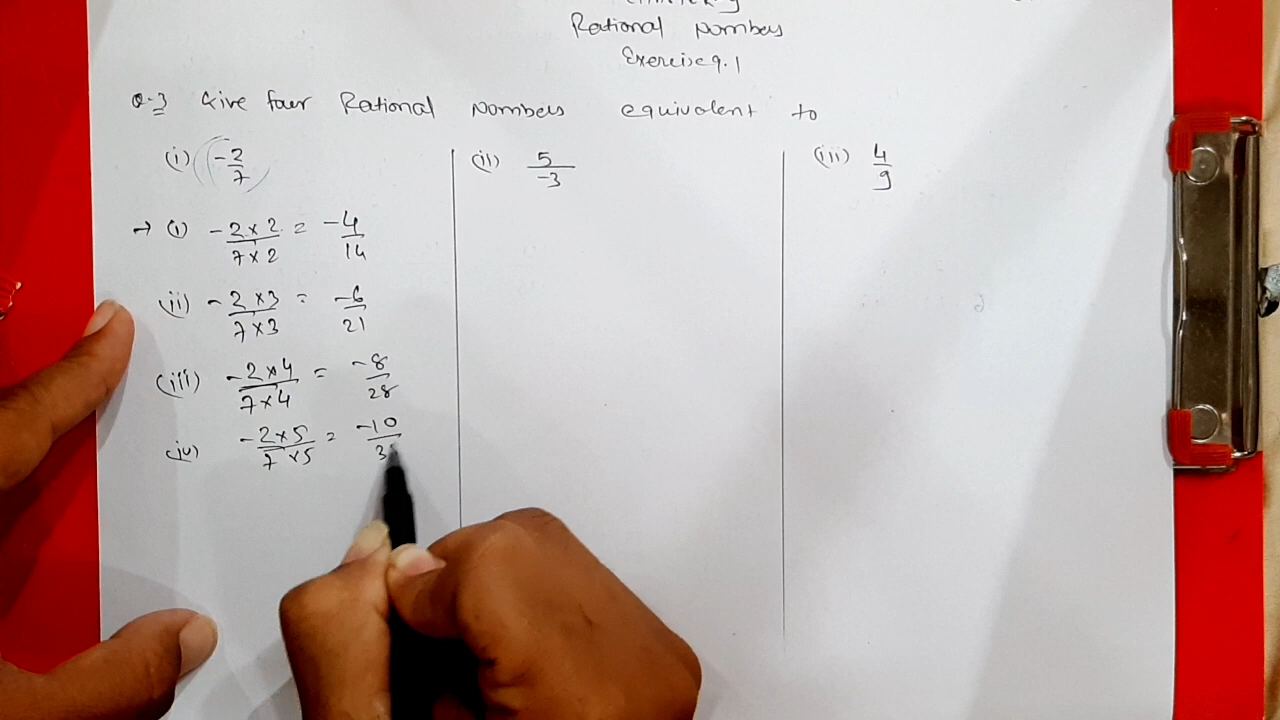 Rational Numbers
Exercise 9.1
Q.3 Give four Rational Numbers equivalent to
(i) -2/7 (ii) 5/-3 (iii) 4/9
→ (i) -2×2/7×2 = -4/14
(ii) -2×3/7×3 = -6/21
(iii) -2×4/7×4 = -8/28
iv) -2×5/7×5 = -10/3